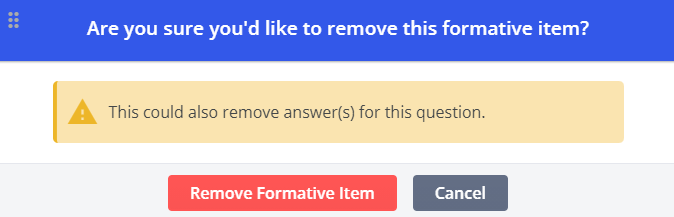 Are you sure you'd like to remove this formative item?
This could also remove answer(s) for this question.
Remove Formative Item
Cancel